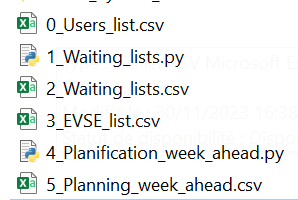 0_Users_list.csv
1_Waiting_lists.py
2_Waiting_lists.csv
3_EVSE_list.csv
4_Planification_week_ahead.py
5_Planning_week_ahead.csv